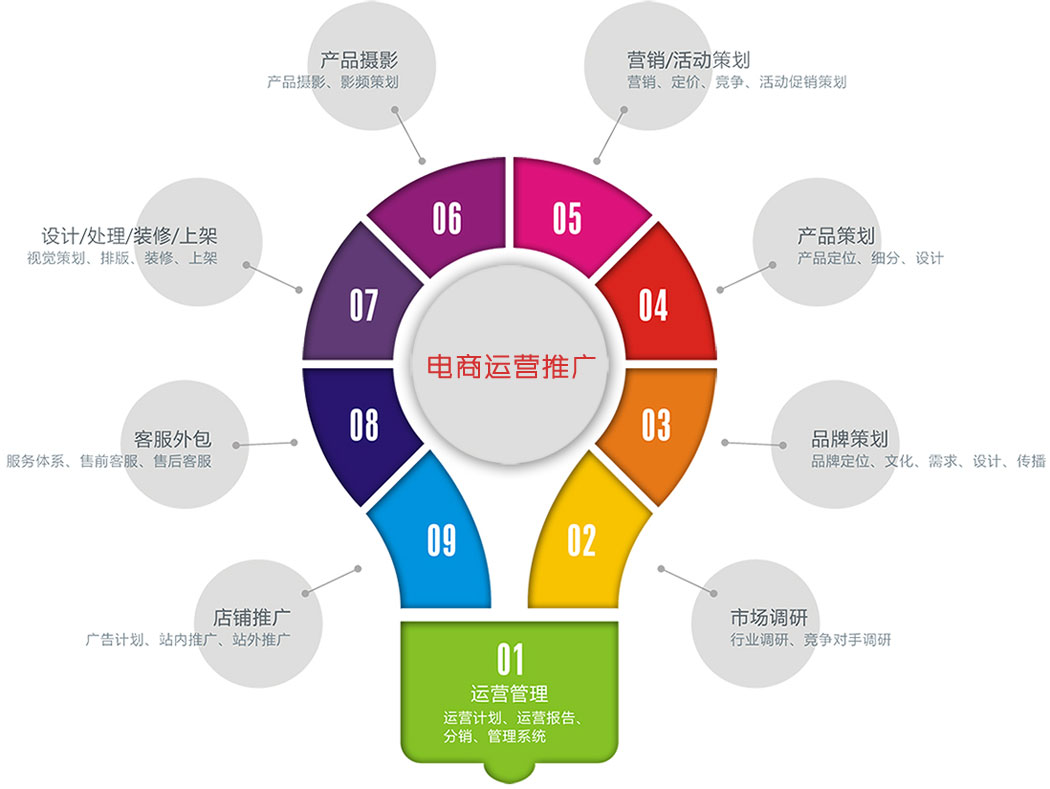 产品摄影
产品摄影、影频策划
营销/活动策划
营销、定价、竞争、活动促销策划
06
05
设计/处理/装修/上架
视觉策划、排版、装修、上架
产品策划
产品定位、细分、设计
07
04
电商运营推广
08
03
客服外包
服务体系、售前客服、售后客服
品牌策划
品牌定位、文化、需求、设计、传播
09
02
店铺推广
广告计划、站内推广、站外推广
市场调研
行业调研、竞争对手调研
01
运营管理
运营计划、运营报告、
分销、管理系统